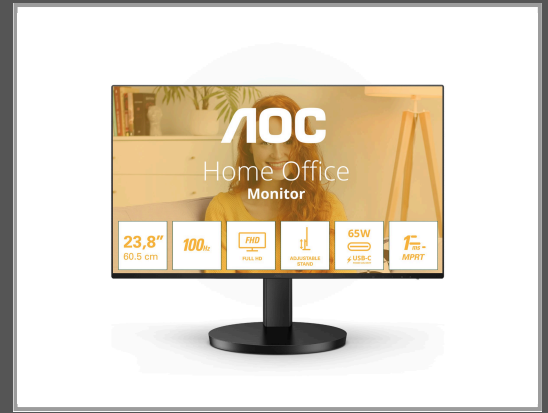 AOC
Home Office
Monitor
23,8”
60.5 cm
100Hz
FHD
FULL HD
ADJUSTABLE
STAND
65W
USB-C
1ms
MPRT